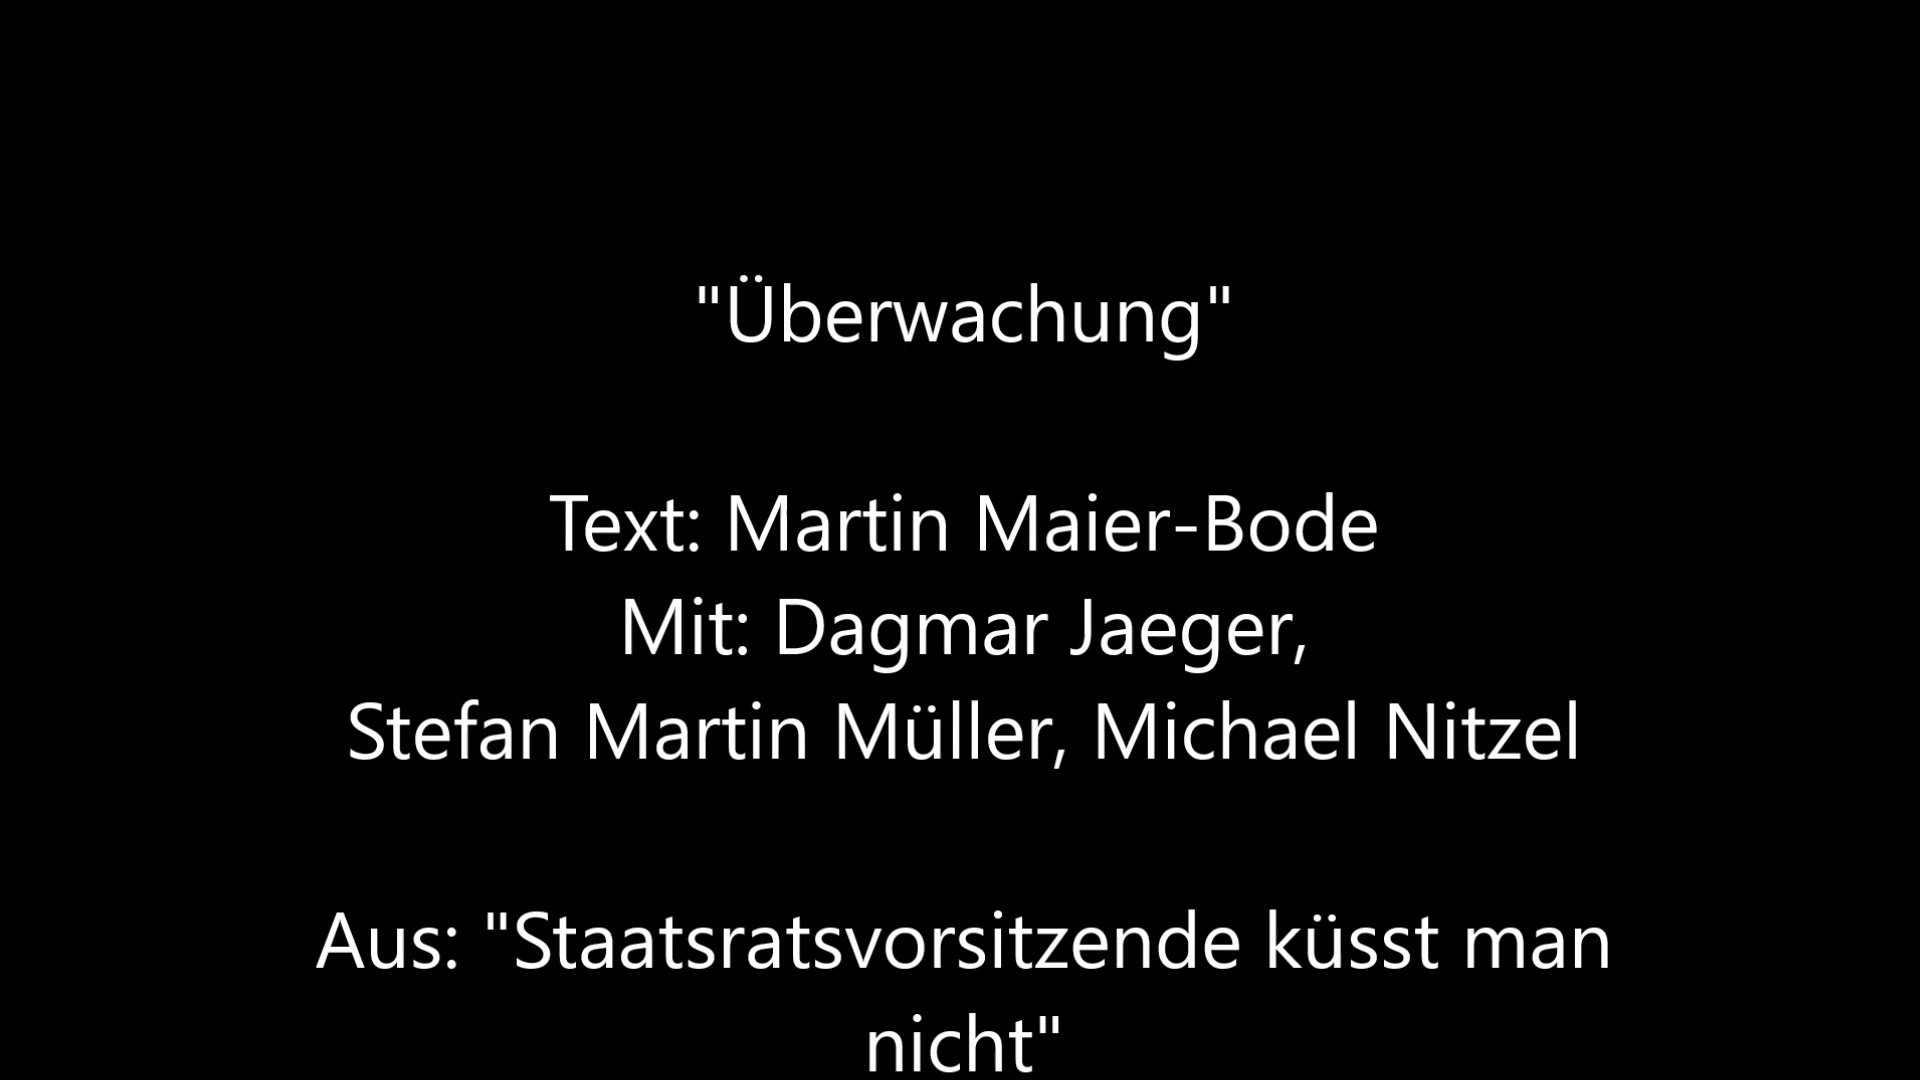 "Überwachung"
Text: Martin Maier-Bode
Mit: Dagmar Jaeger,
Stefan Martin Müller, Michael Nitzel
Aus: "Staatsratsvorsitzende küsst man
nicht"